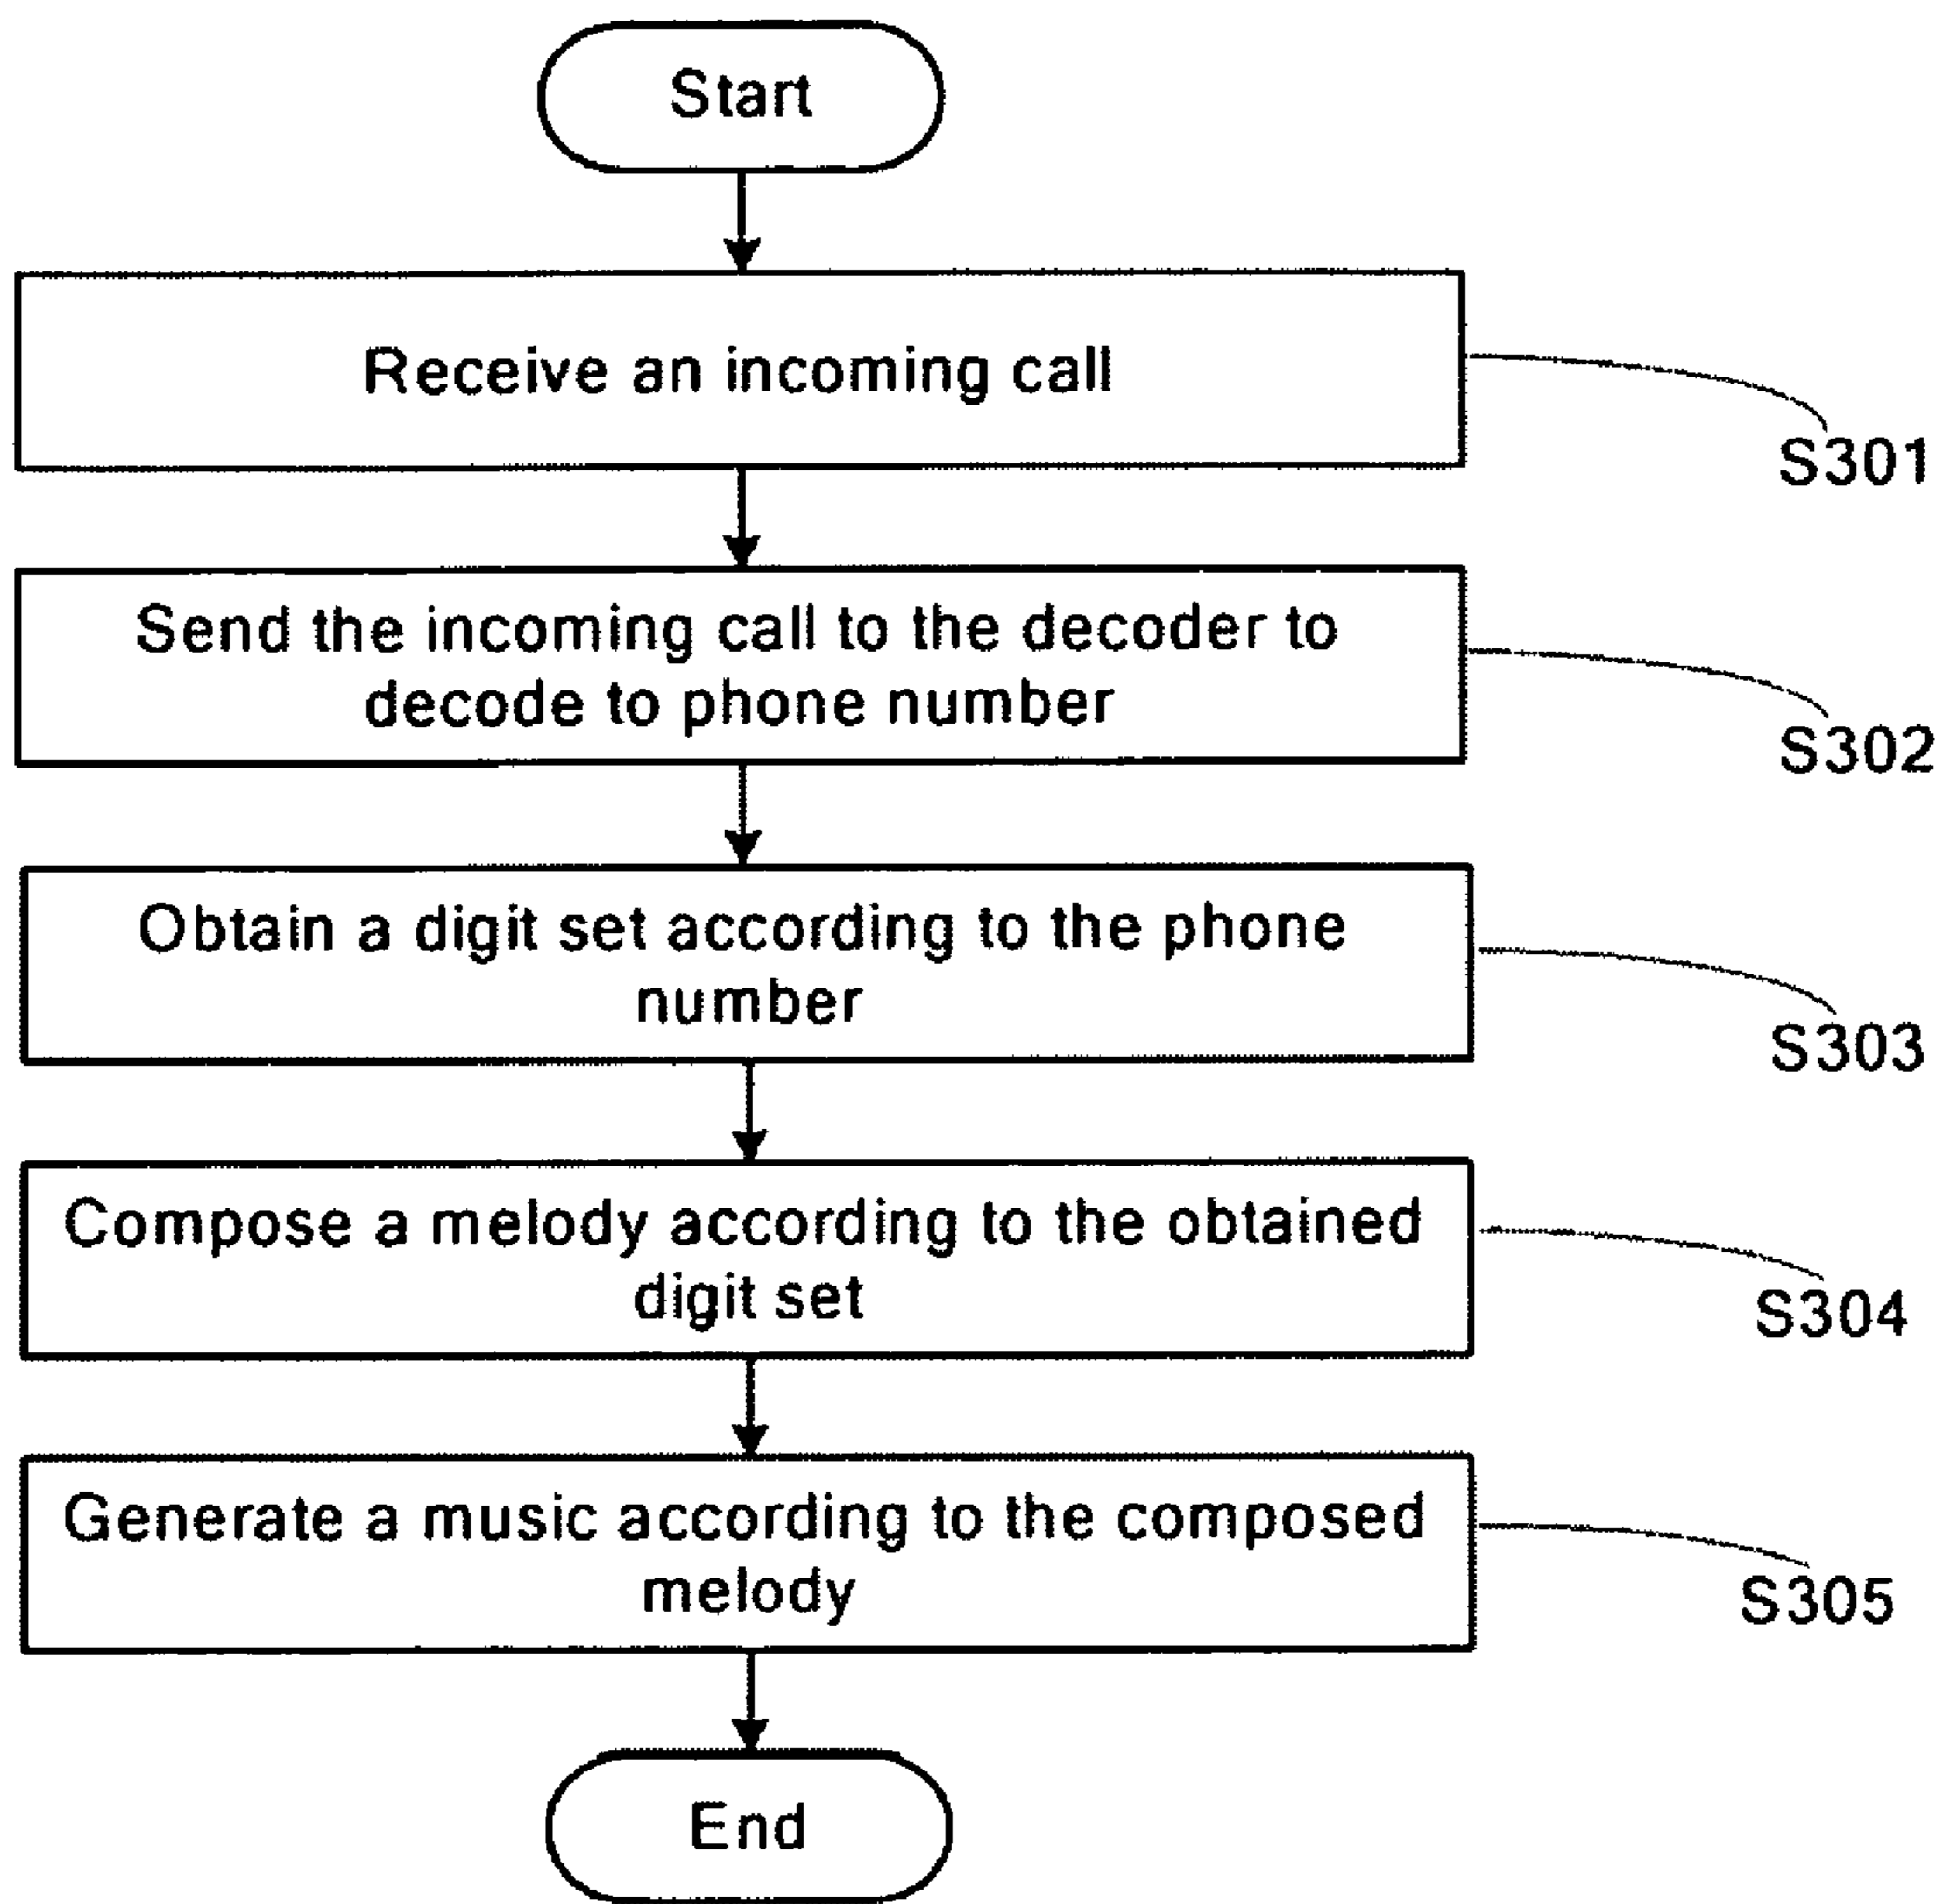 Start
Receive an incoming call
S301
Send the incoming call to the decoder to
decode to phone number
S302
Obtain a digit set according to the phone
number
S303
Compose a melody according to the obtained
digit set
S304
Generate a music according to the composed
melody
S305
End